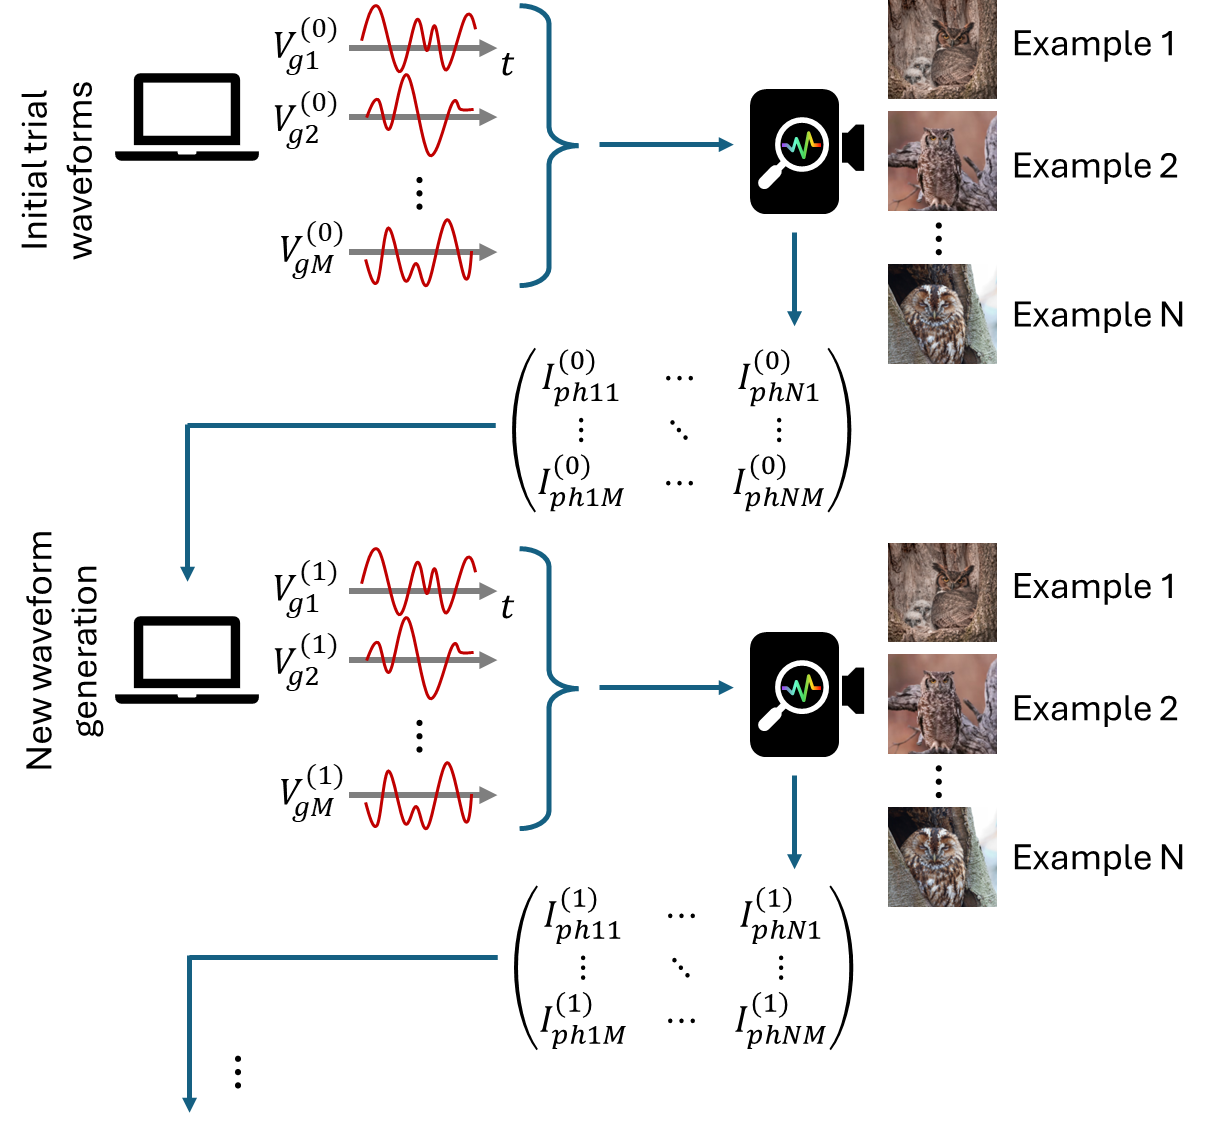 Initial trial
waveforms
V_{g1}^{(0)}
t
V_{g2}^{(0)}
⋮
V_{gM}^{(0)}
Example 1
Example 2
⋮
Example N
I_{ph11}^{(0)} ⋯ I_{phN1}^{(0)}
⋮ ⋱ ⋮
I_{ph1M}^{(0)} ⋯ I_{phNM}^{(0)}
New waveform
generation
V_{g1}^{(1)}
t
V_{g2}^{(1)}
⋮
V_{gM}^{(1)}
Example 1
Example 2
⋮
Example N
I_{ph11}^{(1)} ⋯ I_{phN1}^{(1)}
⋮ ⋱ ⋮
I_{ph1M}^{(1)} ⋯ I_{phNM}^{(1)}
⋮